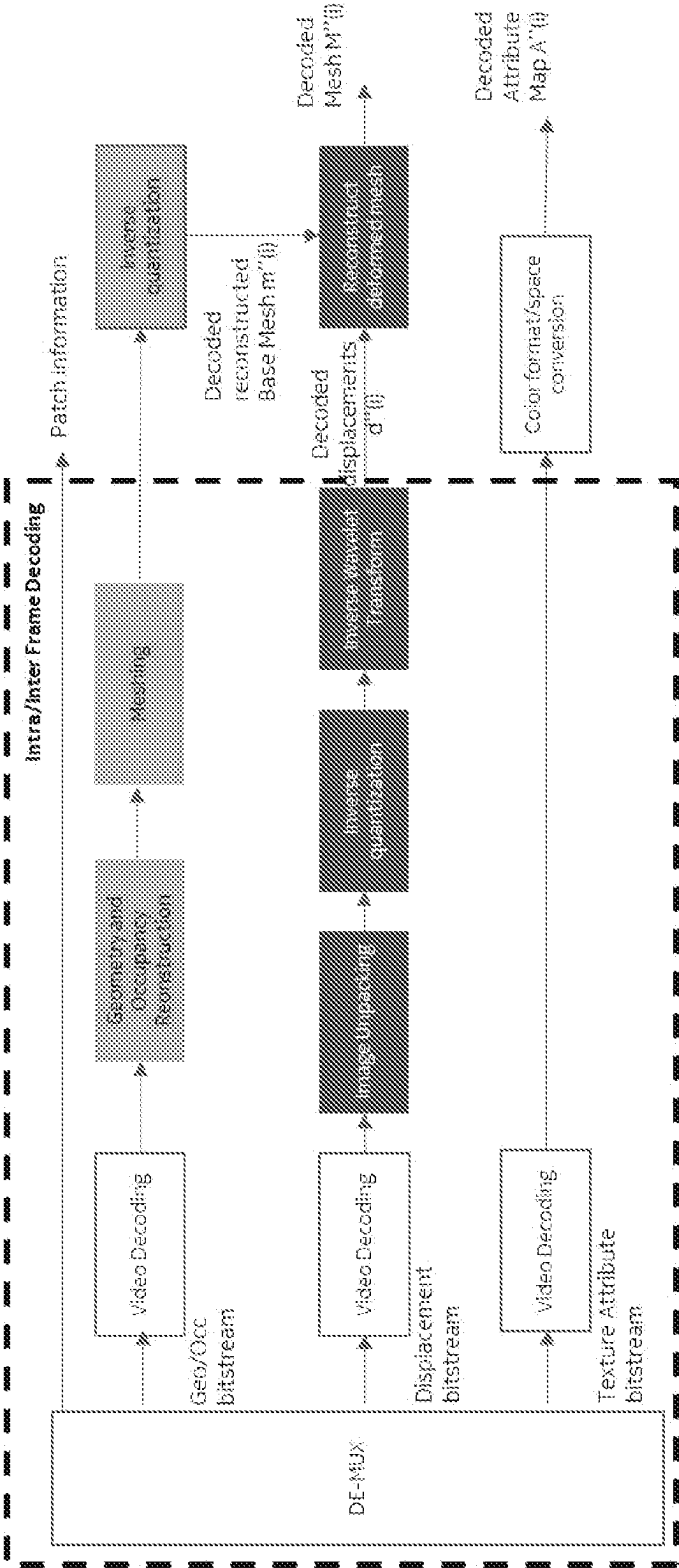 Intra/Inter Frame Decoding
DE-MUX
Patch information
Geo/Occ
bitstream
Video Decoding
Geometry and
Occupancy
Reonstruction
Meshing
Inverse
quantization
Decoded
reconstructed
Base Mesh m''(i)
Displacement
bitstream
Video Decoding
Image Unpacking
Inverse
quantization
Inverse Wavelet
Transform
Decoded
displacements
d''(i)
Reconstruct
deformed mesh
Decoded
Mesh M''(i)
Texture Attribute
bitstream
Video Decoding
Color format/space
conversion
Decoded
Attribute
Map A''(i)